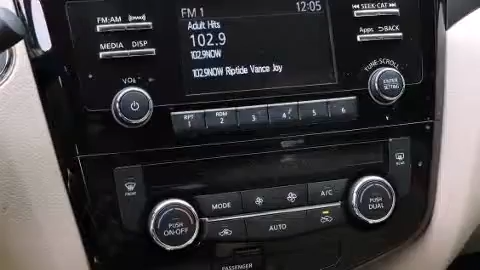 FM 1 12:05
Adult Hits
102.9
102.9NOW
102.9NOW Riptide Vance Joy
FM:AM
MEDIA DISP
SEEK·CAT
Apps BACK
VOL
TUNE·SCROLL
ENTER
SETTING
RPT
1
RDM
2
3
4
5
6
FRONT
REAR
MODE
A/C
AUTO
PUSH
ON·OFF
PUSH
DUAL
PASSENGER